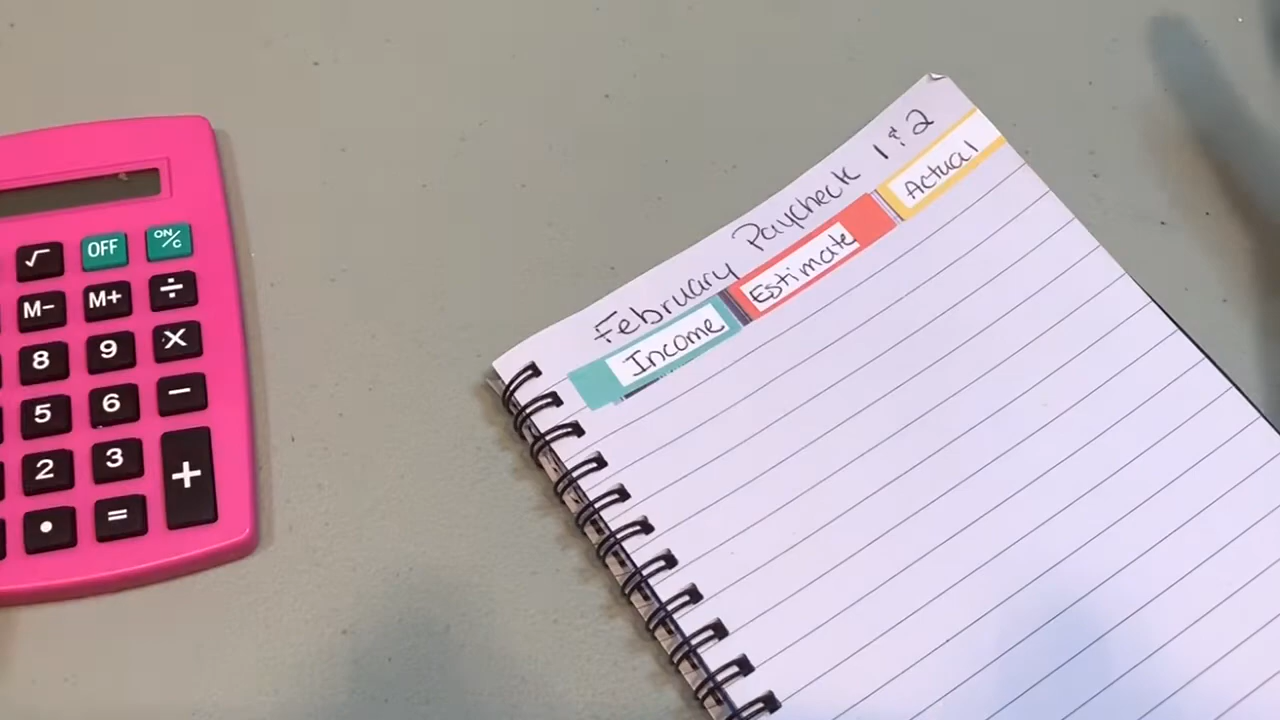 February Paycheck 1 & 2
Income Estimate Actual
√ OFF ON/C
M- M+ ÷
8 9 X
5 6 −
2 3 +
• =